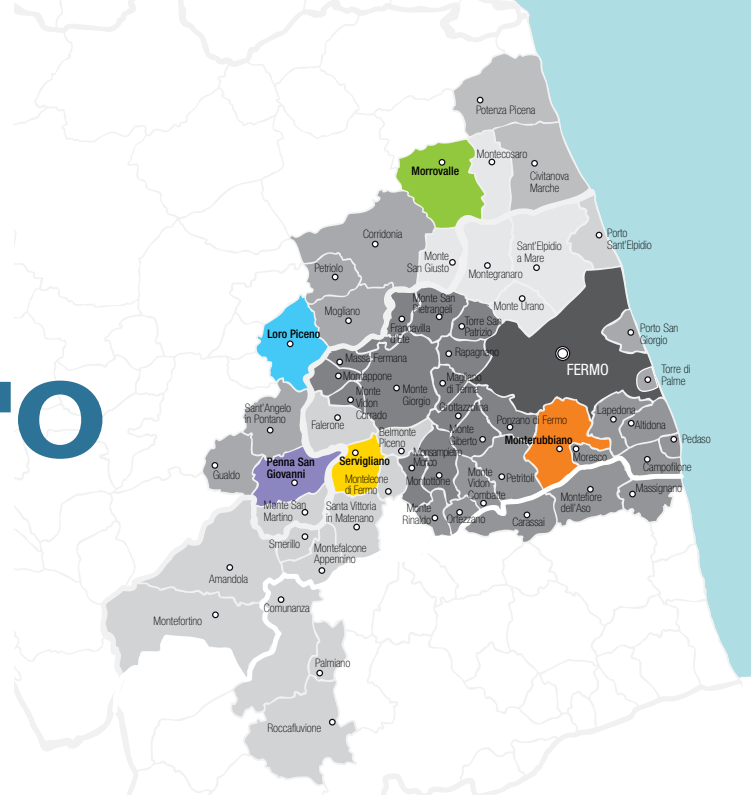 Potenza Picena
Montecosaro
Morrovalle
Civitanova
Marche
Corridonia
Porto
Sant'Elpidio
Sant'Elpidio
a Mare
Monte
San Giusto
Montegranaro
Petriolo
Monte San
Pietrangeli
Monte Urano
Mogliano
Francavilla
d'Ete
Torre San
Patrizio
Porto San
Giorgio
Loro Piceno
Massa Fermana
Rapagnano
FERMO
Torre di
Palme
Montappone
Magliano
di Tenna
Monte
Vidon
Corrado
Monte
Giorgio
TO
Sant'Angelo
in Pontano
Grottazzolina
Ponzano di Fermo
Lapedona
Altidona
Falerone
Belmonte
Piceno
Monte
Giberto
Monterubbiano
Pedaso
Moresco
Penna San
Giovanni
Servigliano
Monsampietro
Morico
Campofilone
Gualdo
Monteleone
di Fermo
Montottone
Monte
Vidon
Combatte
Petritoli
Massignano
Monte San
Martino
Santa Vittoria
in Matenano
Monte
Rinaldo
Ortezzano
Carassai
Montefiore
dell'Aso
Smerillo
Montefalcone
Appennino
Amandola
Comunanza
Montefortino
Palmiano
Roccafluvione